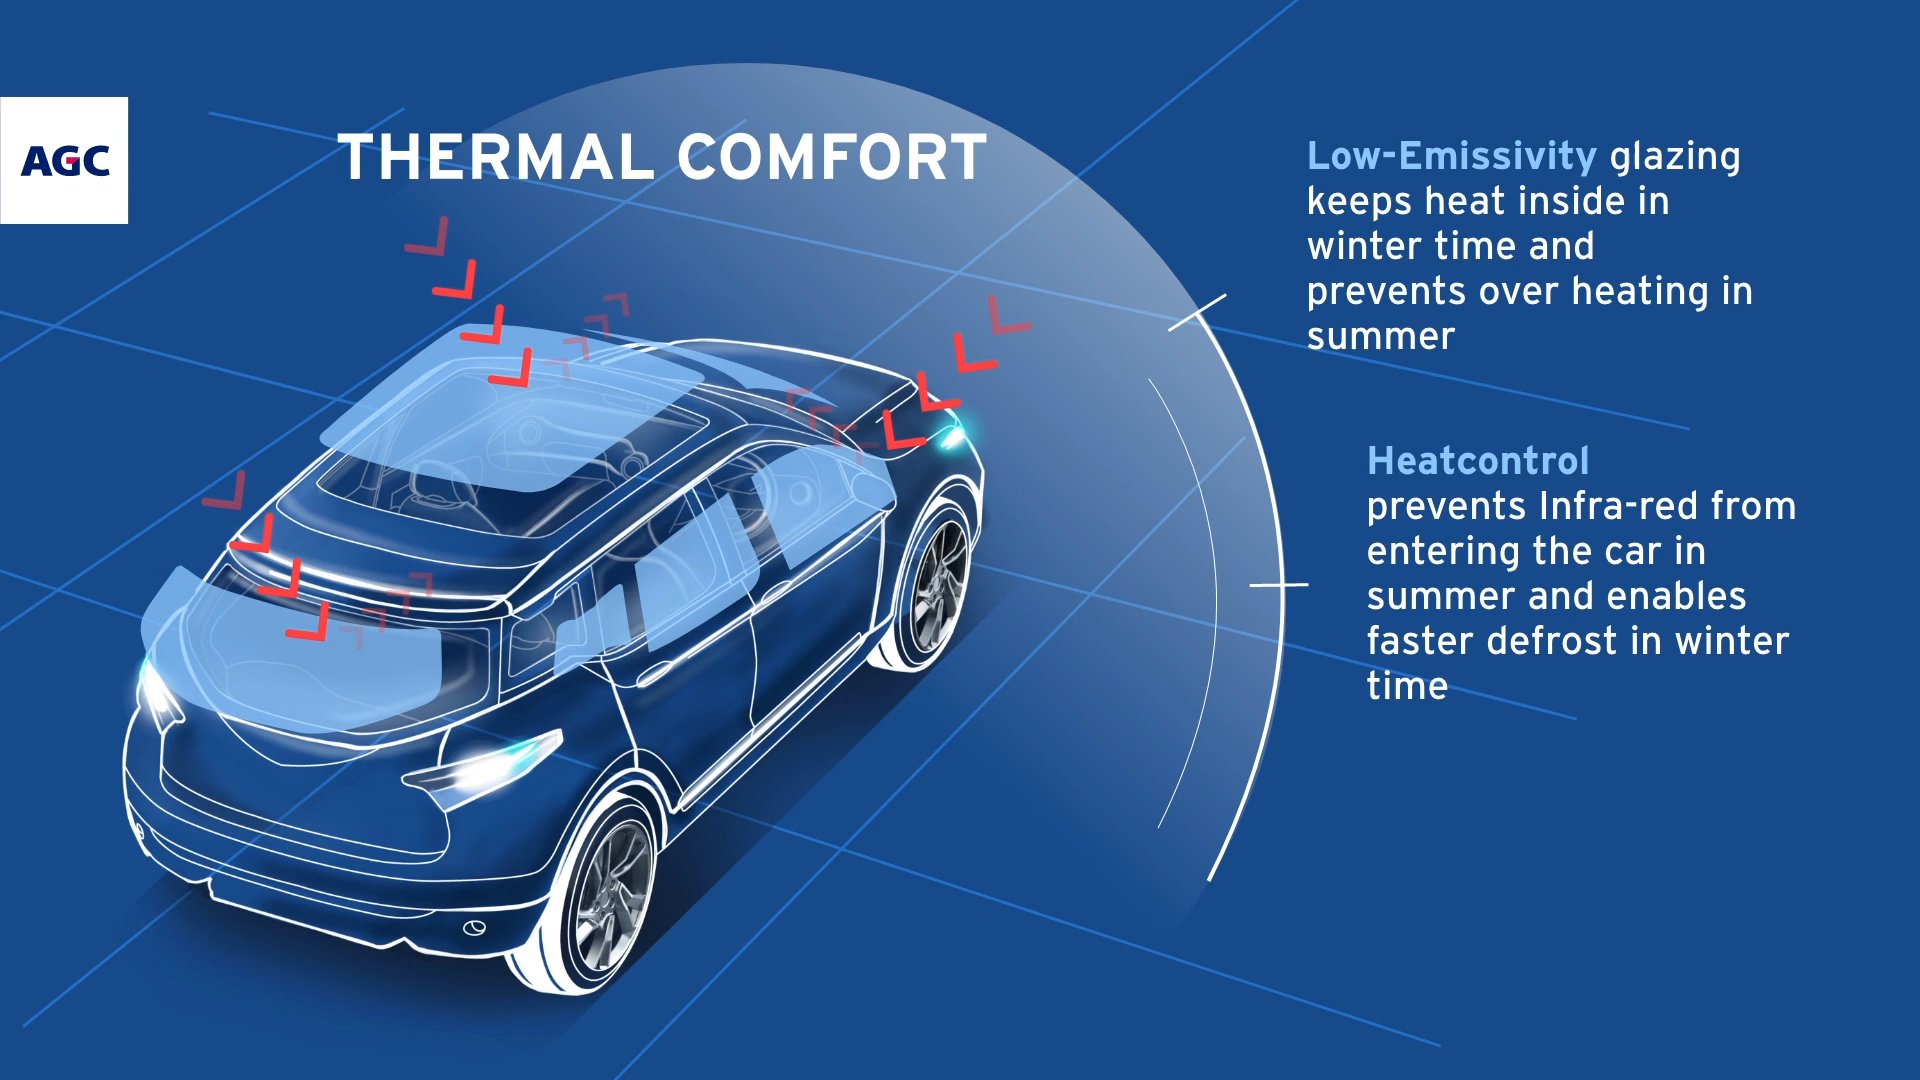 AGC
THERMAL COMFORT
Low-Emissivity glazing
keeps heat inside in
winter time and
prevents over heating in
summer
Heatcontrol
prevents Infra-red from
entering the car in
summer and enables
faster defrost in winter
time